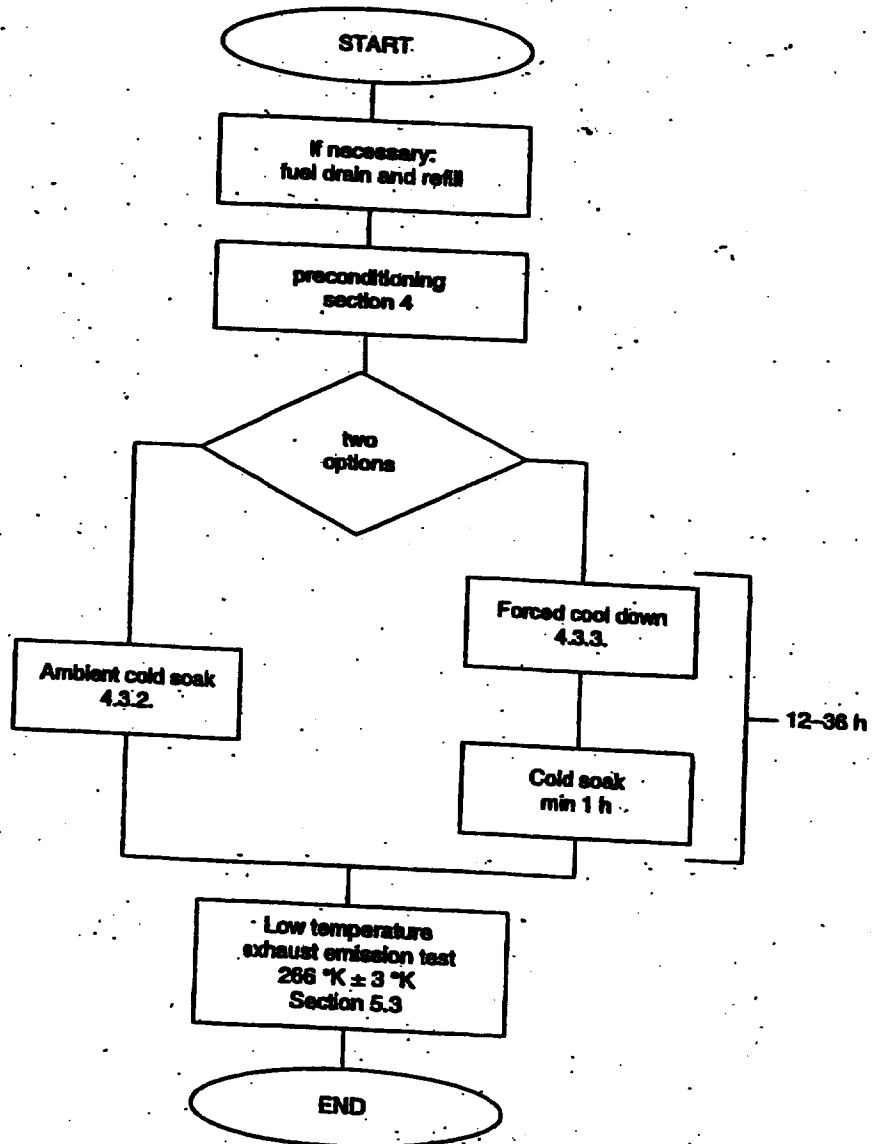 START
If necessary:
fuel drain and refill
preconditioning
section 4
two
options
Forced cool down
4.3.3.
Ambient cold soak
4.3.2.
12–36 h
Cold soak
min 1 h
Low temperature
exhaust emission test
266 °K ± 3 °K
Section 5.3
END